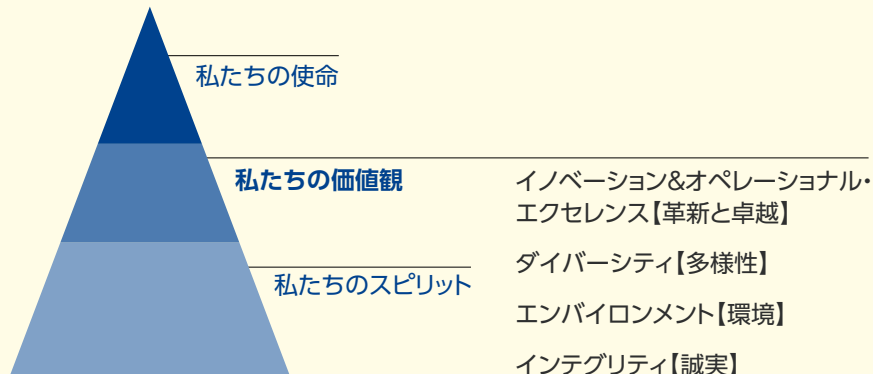 私たちの使命
私たちの価値観
イノベーション&オペレーショナル・
エクセレンス【革新と卓越】
ダイバーシティ【多様性】
エンバイロンメント【環境】
インテグリティ【誠実】
私たちのスピリット